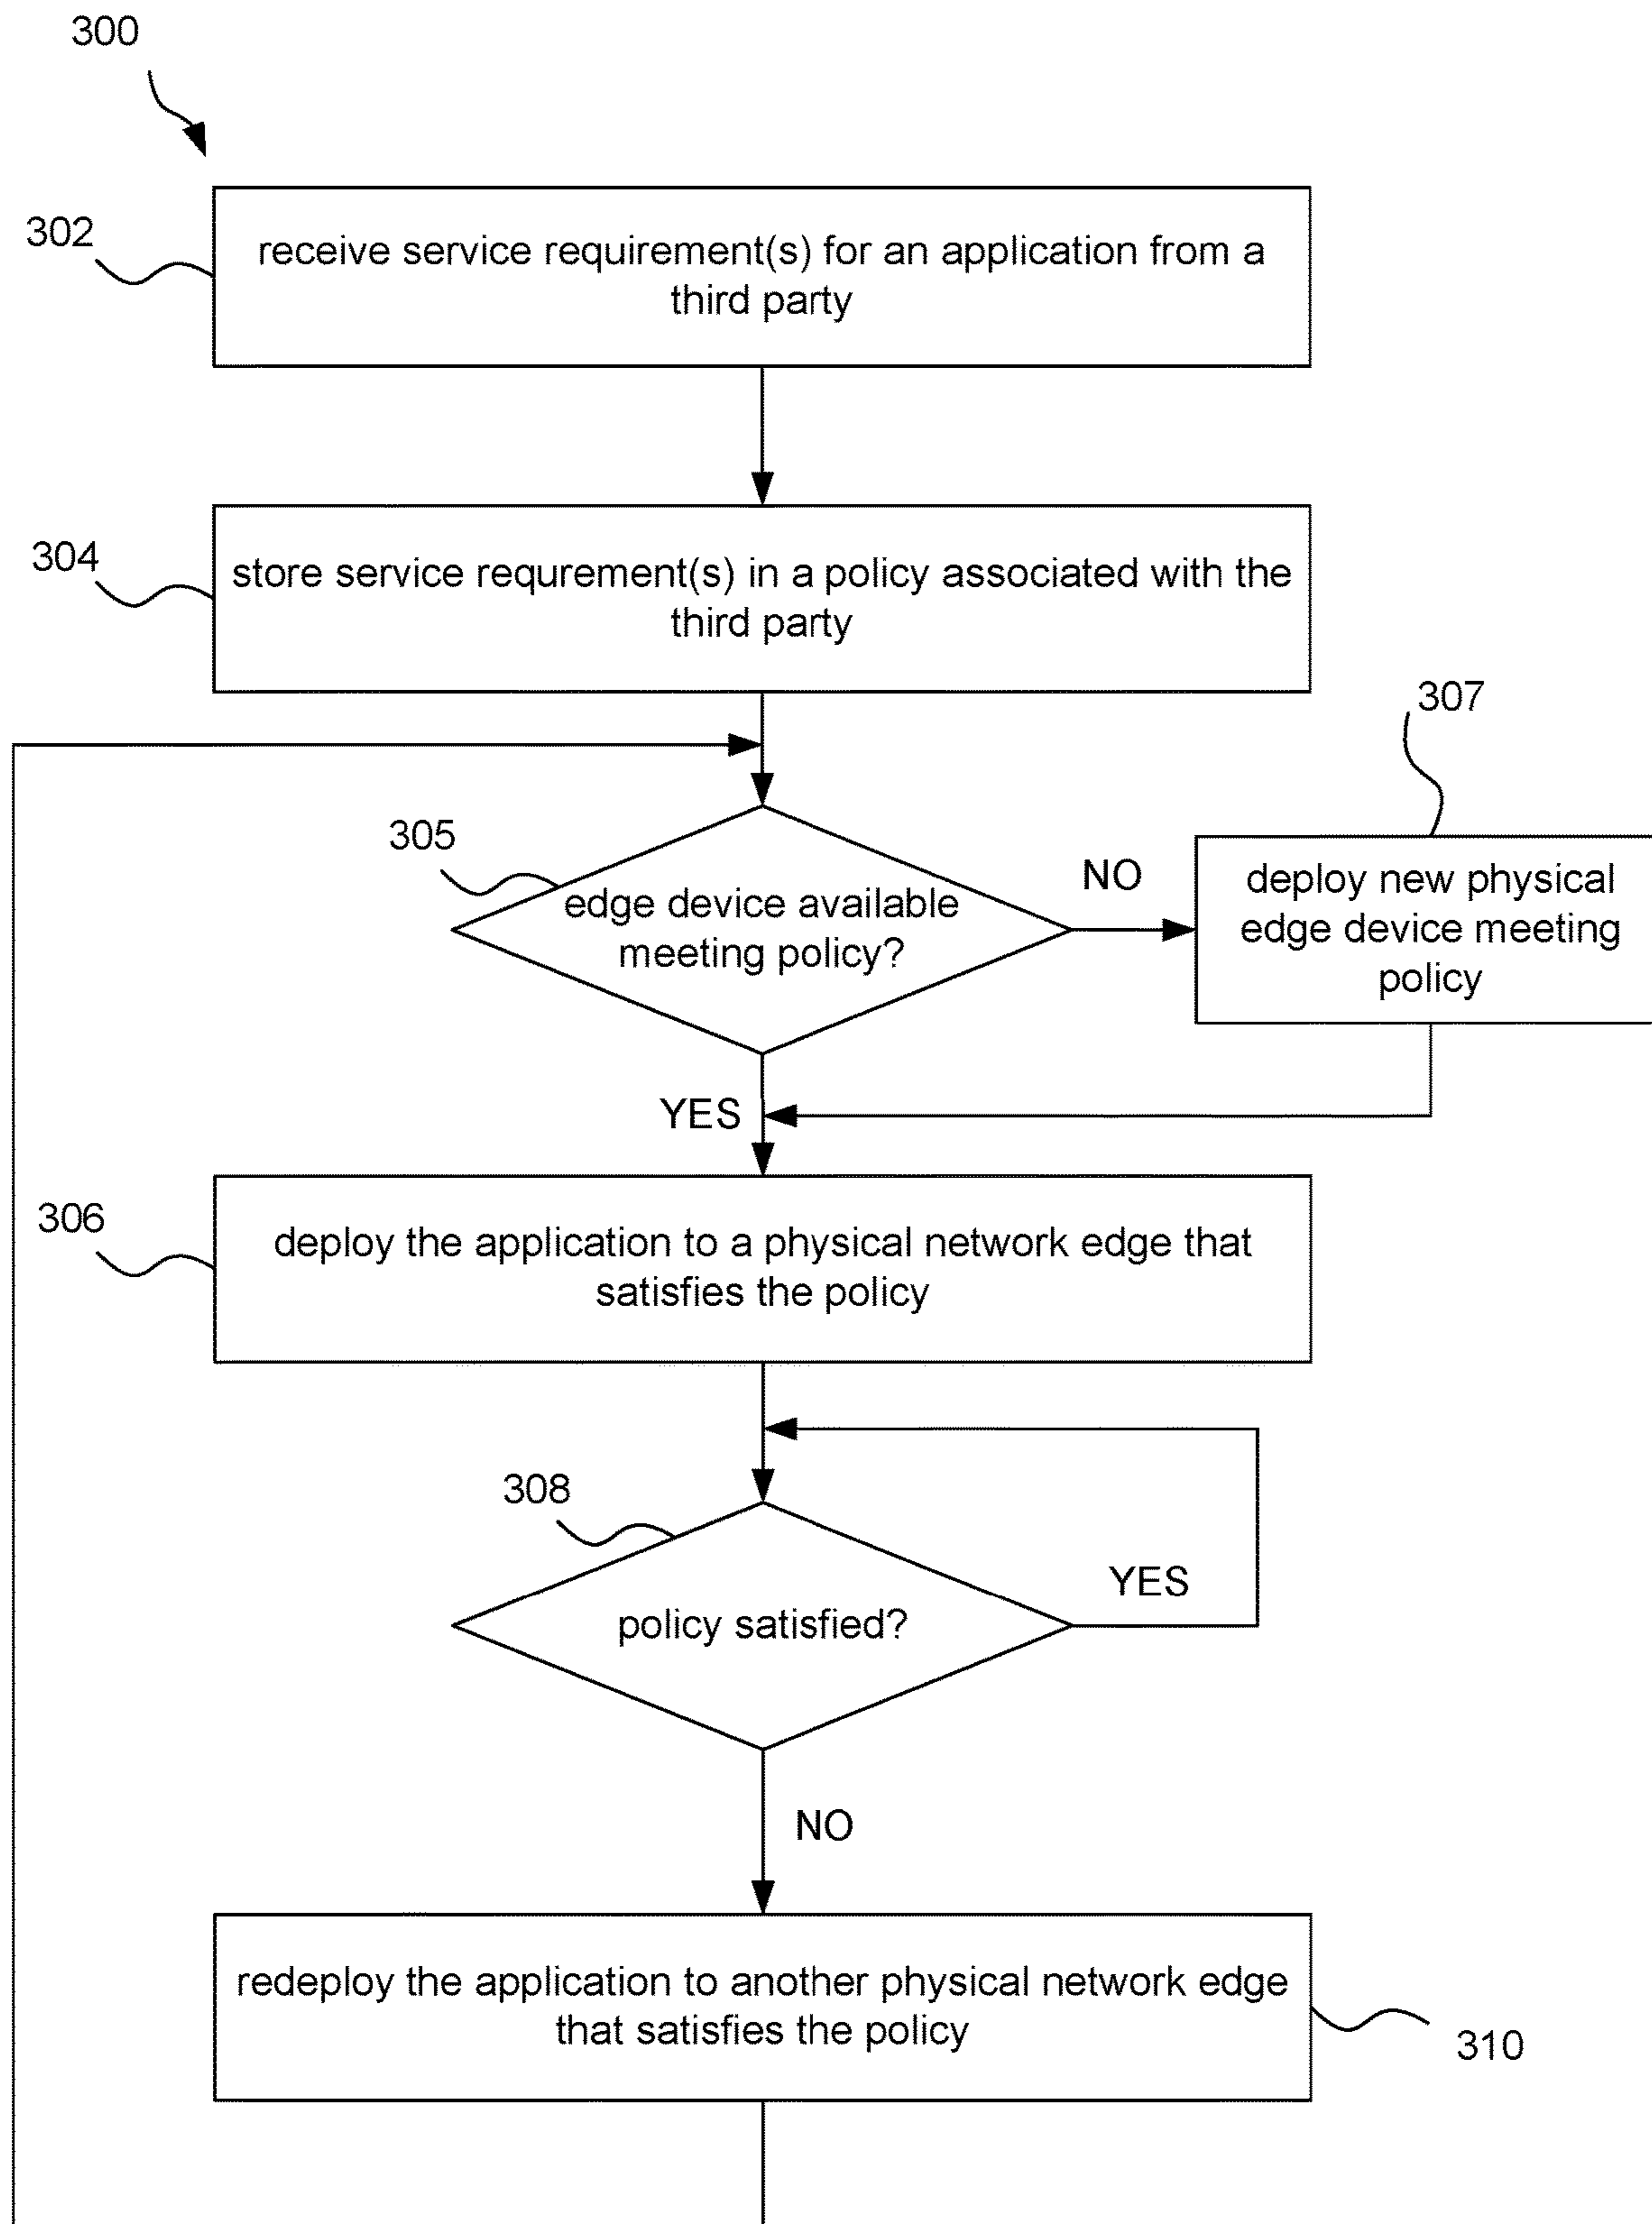 300
302
receive service requirement(s) for an application from a
third party
304
store service requrement(s) in a policy associated with the
third party
307
305
edge device available
meeting policy?
NO
deploy new physical
edge device meeting
policy
YES
306
deploy the application to a physical network edge that
satisfies the policy
308
policy satisfied?
YES
NO
redeploy the application to another physical network edge
that satisfies the policy
310